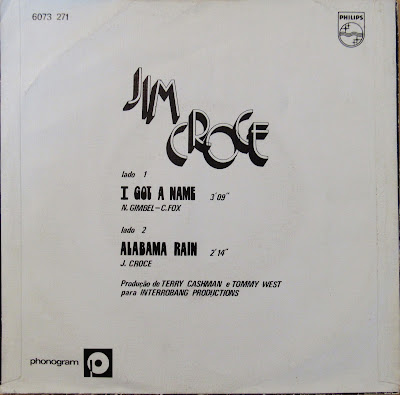 6073 271
PHILIPS
JIM
CROCE
lado 1
I GOT A NAME 3'09"
N. GIMBEL-C. FOX
lado 2
ALABAMA RAIN 2'14"
J. CROCE
Produção de TERRY CASHMAN e TOMMY WEST
para INTERROBANG PRODUCTIONS
phonogram